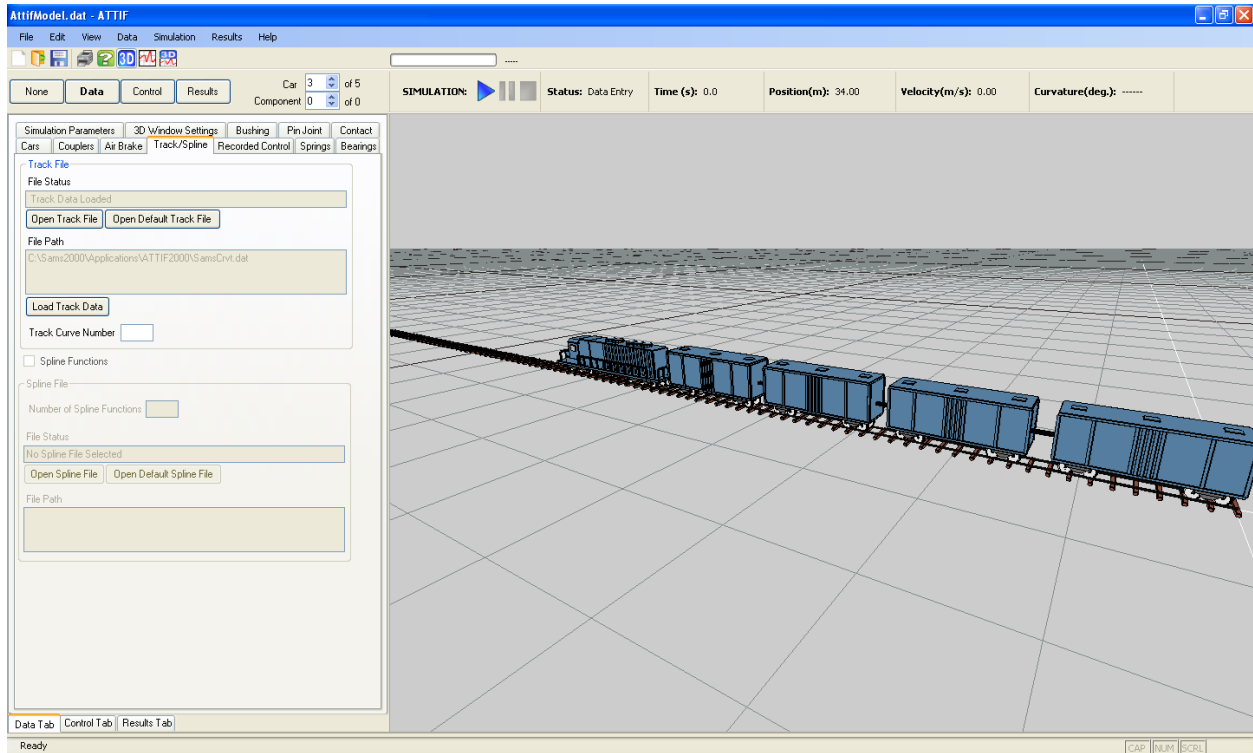 AttifModel.dat - ATTIF
File Edit View Data Simulation Results Help
3D 3D
-----
None Data Control Results
Car 3 of 5
Component 0 of 0
SIMULATION: Status: Data Entry Time (s): 0.0 Position(m): 34.00 Velocity(m/s): 0.00 Curvature(deg.): ------
Simulation Parameters 3D Window Settings Bushing Pin Joint Contact
Cars Couplers Air Brake Track/Spline Recorded Control Springs Bearings
Track File
File Status
Track Data Loaded
Open Track File Open Default Track File
File Path
C:\Sams2000\Applications\ATTIF2000\SamsCrvt.dat
Load Track Data
Track Curve Number
Spline Functions
Spline File
Number of Spline Functions
File Status
No Spline File Selected
Open Spline File Open Default Spline File
File Path
Data Tab Control Tab Results Tab
Ready
CAP NUM SCRL